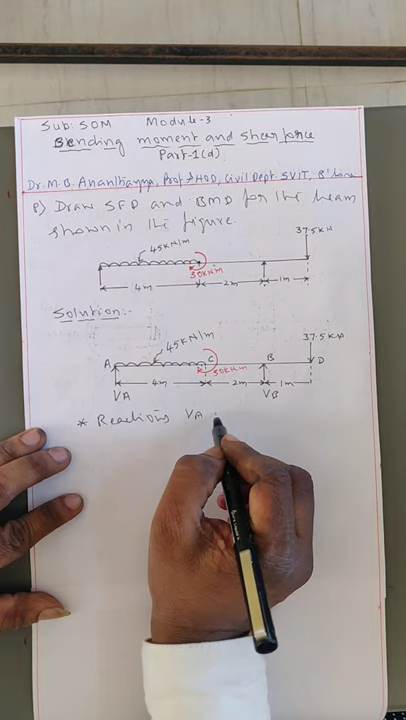 Sub: SOM Module-3
Bending moment and shear force
Part-1(d)
Dr. M. B. Ananthayya, Prof & HOD, Civil Dept. SVIT, B'lore
P) Draw SFD and BMD for the beam
shown in the figure.
37.5KN
45KN/m
30KNm
4m 2m 1m
Solution:-
45KN/m
37.5KN
A C B D
30KNm
4m 2m 1m
VA VB
* Reactions VA